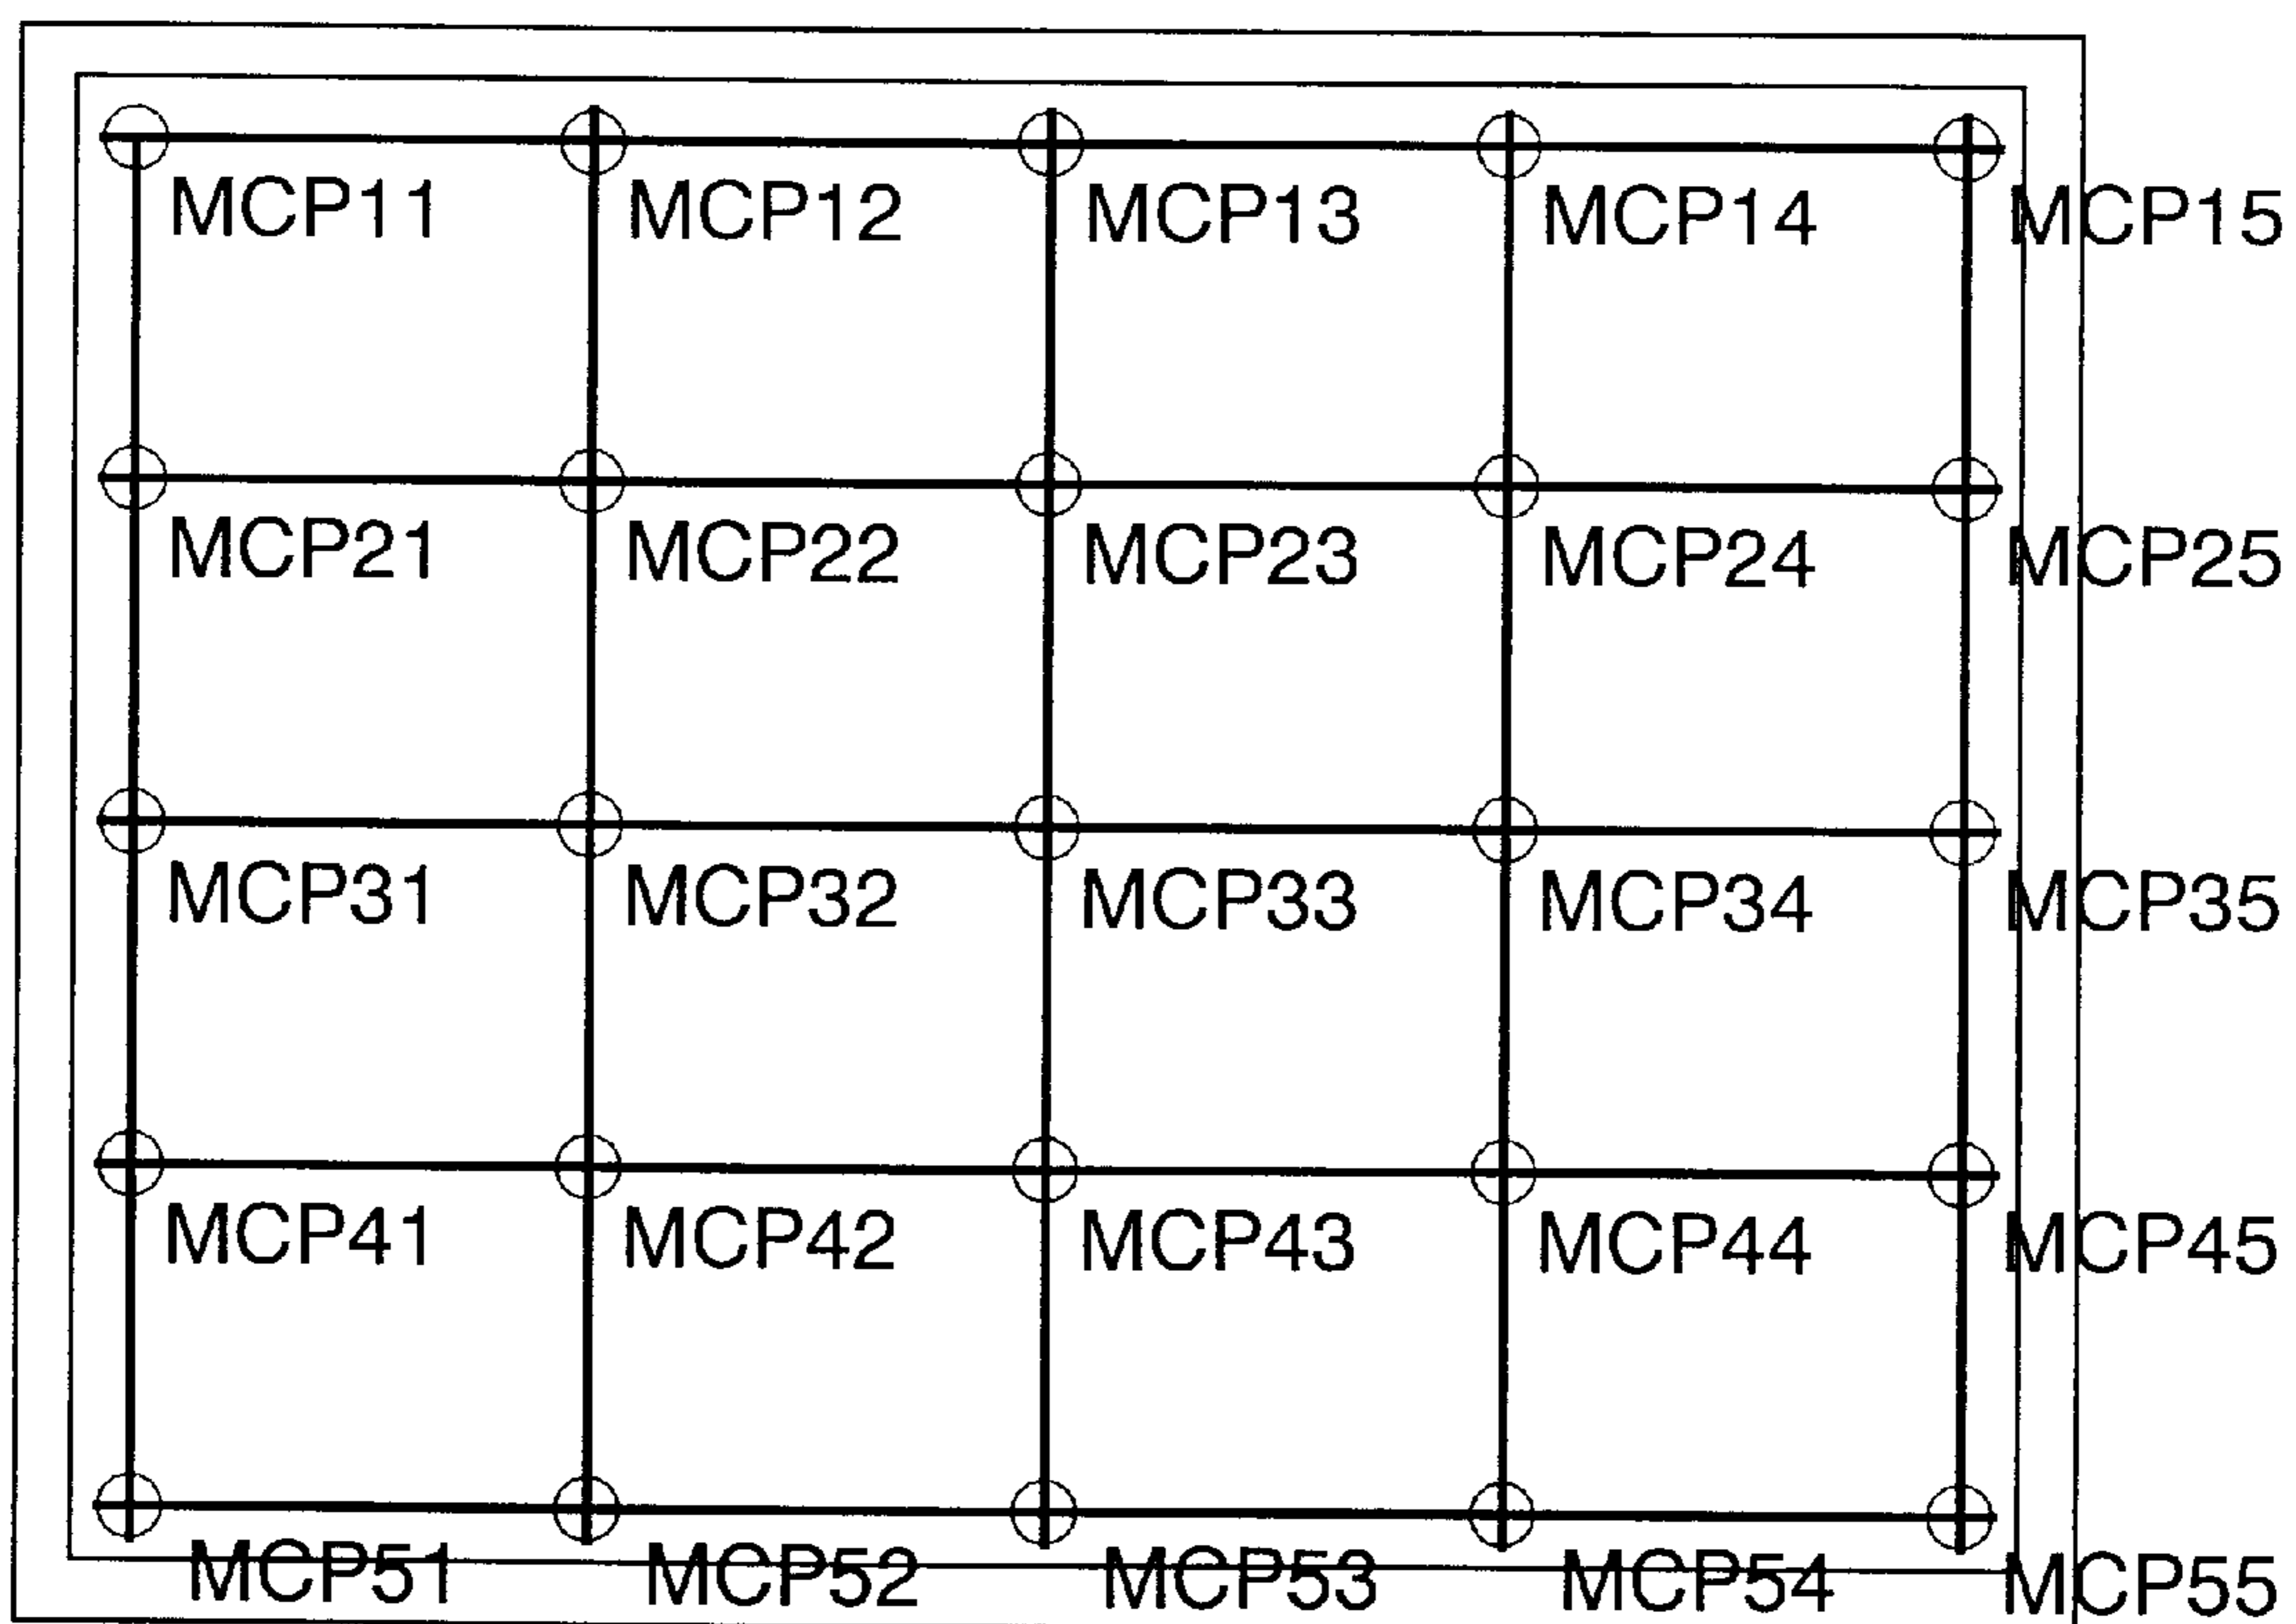 MCP11 MCP12 MCP13 MCP14 MCP15
MCP21 MCP22 MCP23 MCP24 MCP25
MCP31 MCP32 MCP33 MCP34 MCP35
MCP41 MCP42 MCP43 MCP44 MCP45
MCP51 MCP52 MCP53 MCP54 MCP55